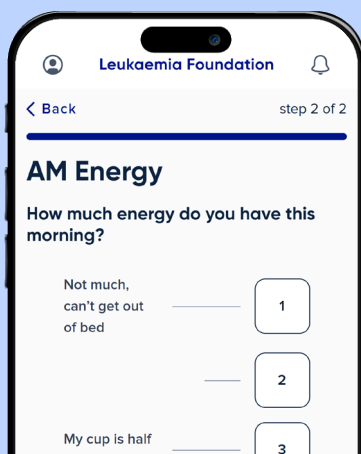 Leukaemia Foundation
Back step 2 of 2
AM Energy
How much energy do you have this
morning?
Not much,
can't get out
of bed
1
2
My cup is half
3